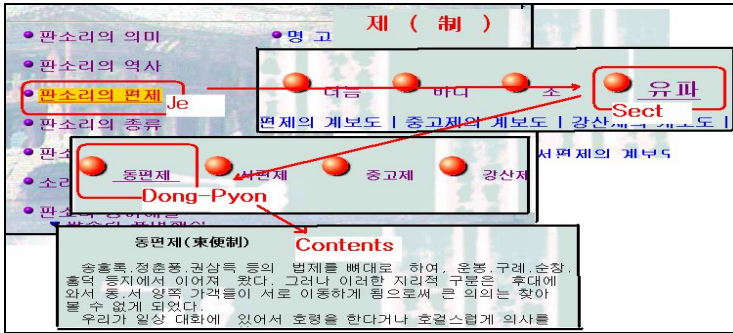 제 ( 制 )
판소리의 의미
명 고
판소리의 역사
판소리의 편제
Je
판소리의 종류
더늠
바디
소
유파
Sect
편제의 계보도 | 중고제의 계보도 | 강산제의 계보도 |
서편제의 계보
동편제
서편제
중고제
강산제
Dong-Pyon
Contents
동편제(東便制)
송흥록.정춘풍.권삼득 등의 법제를 뼈대로 하여, 운봉.구례.순창.
흥덕 등지에서 이어져 왔다. 그러나 이러한 지리적 구분은 후대에
와서 동.서 양쪽 가객들이 서로 이동하게 됨으로써 큰 의의는 찾아
볼 수 없게 되었다.
우리가 일상 대화에 있어서 호령을 한다거나 호걸스럽게 의사를